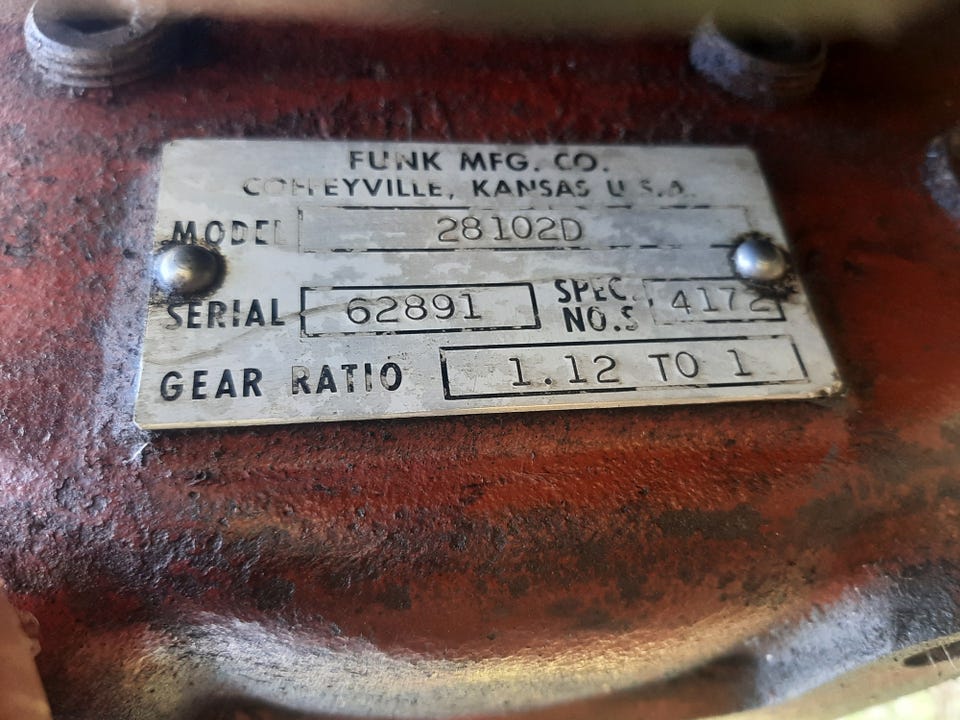 FUNK MFG. CO.
COFFEYVILLE, KANSAS U.S.A.
MODEL 28102D
SERIAL 62891 SPEC. NO.S 4172
GEAR RATIO 1.12 TO 1